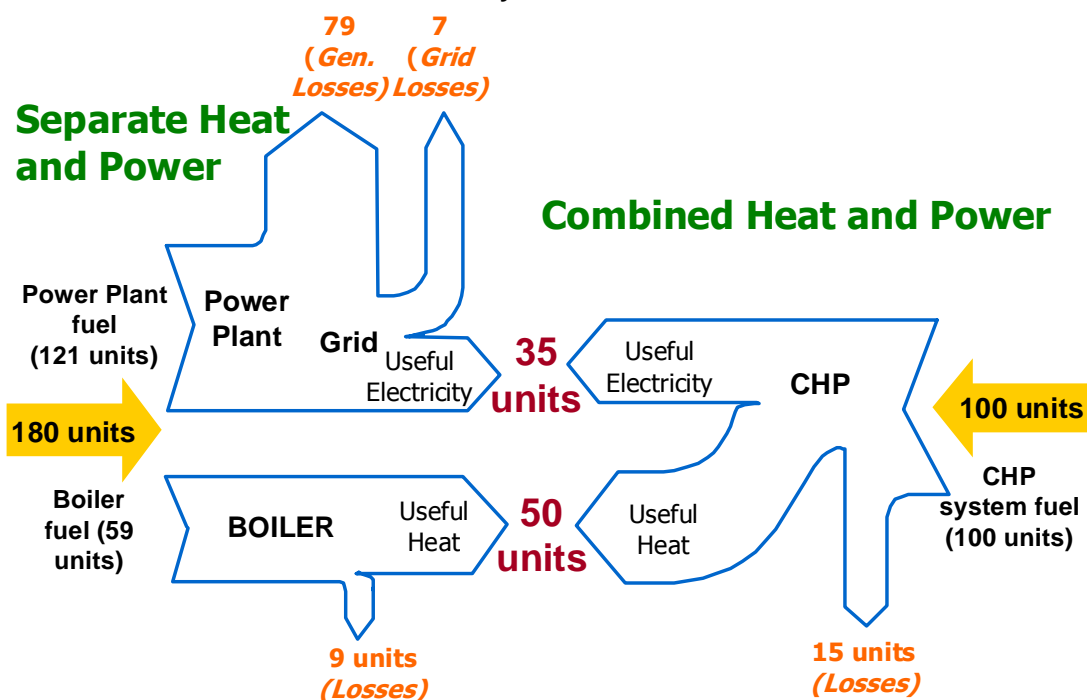 79
(Gen.
Losses)
7
(Grid
Losses)
Separate Heat
and Power
Combined Heat and Power
Power Plant
fuel
(121 units)
Power
Plant
Grid
Useful
Electricity
35
units
Useful
Electricity
CHP
180 units
100 units
Boiler
fuel (59
units)
BOILER
Useful
Heat
50
units
Useful
Heat
CHP
system fuel
(100 units)
9 units
(Losses)
15 units
(Losses)